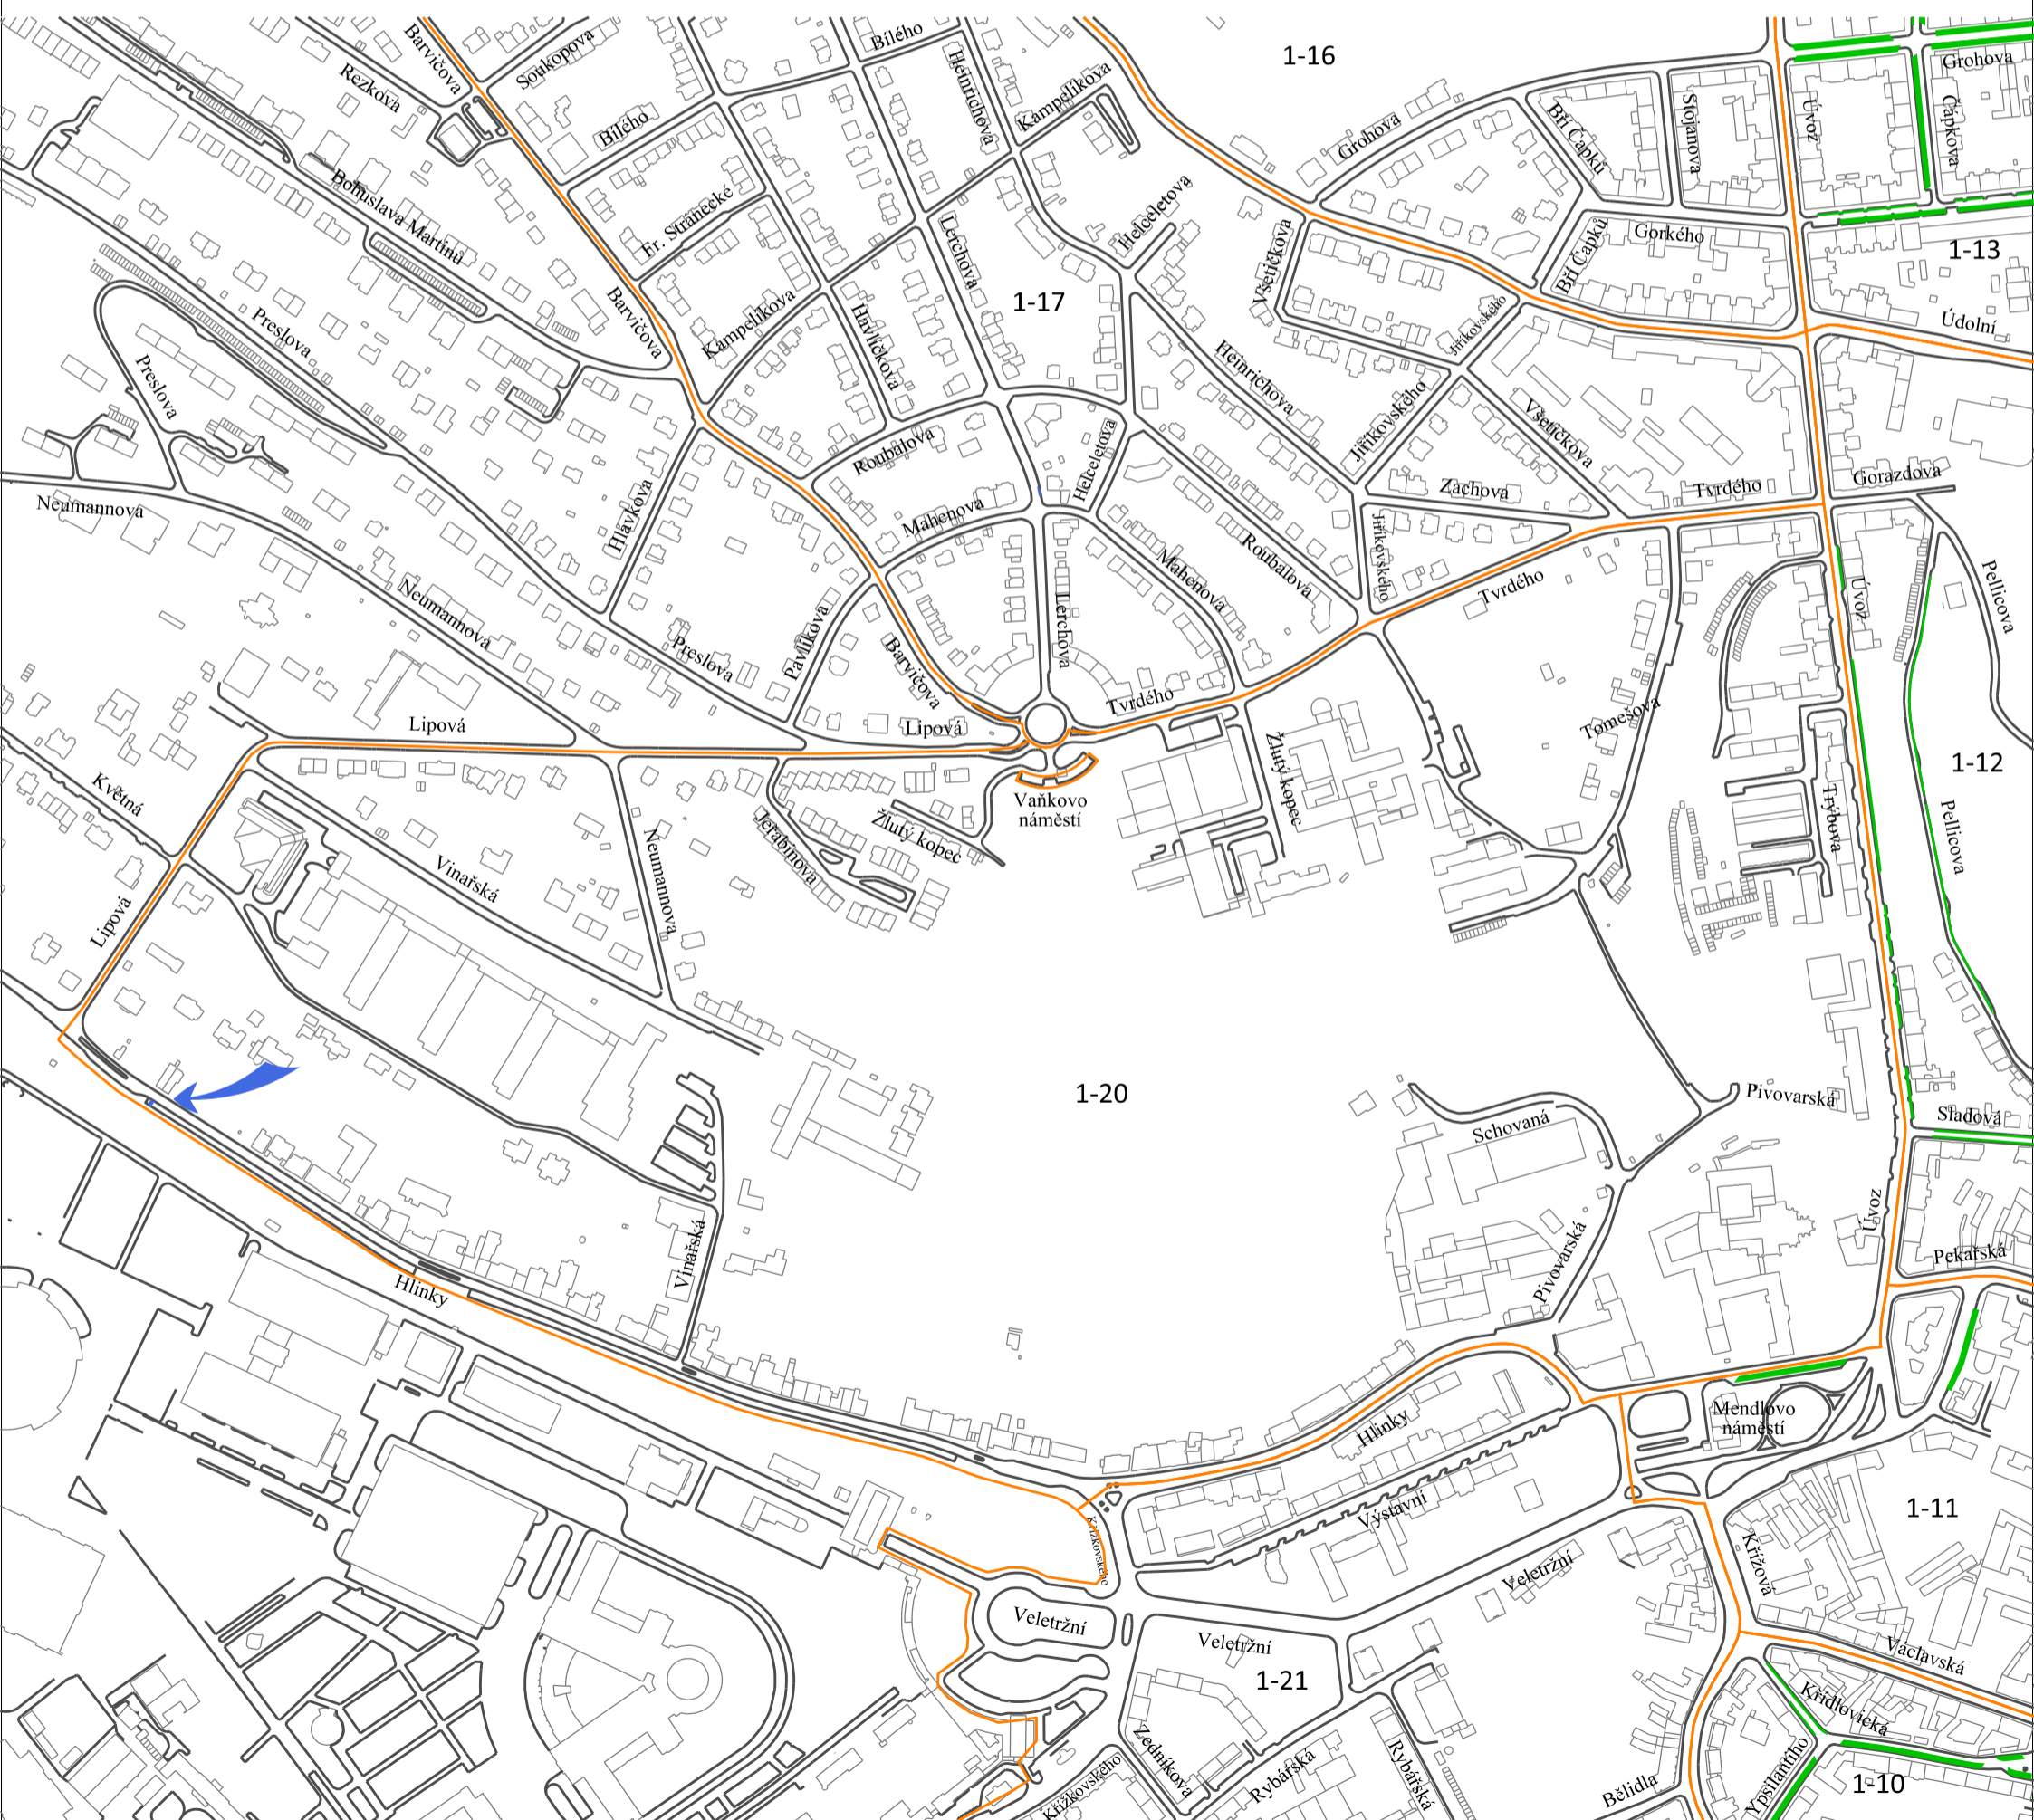 1-16
Bílého
Barvičova
Soukopova
Grohova
Rezkova
Heinrichova
Kampelíkova
Úvoz
Čápkova
Stojanova
Bří Čapků
Grohova
Bílého
Bohuslava Martinů
Fr. Stránecké
Helceletova
Lerchova
Všetičkova
Bří Čapků
Gorkého
1-13
1-17
Údolní
Preslova
Barvičova
Kampelíkova
Havlíčkova
Jiříkovského
Preslova
Heinrichova
Jiříkovského
Všetičkova
Roubalova
Helceletova
Gorazdova
Zachova
Tvrdého
Neumannová
Hlávkova
Mahenova
Jiříkovského
Roubalova
Mahenova
Tvrdého
Úvoz
Pellicova
Neumannova
Lerchova
Preslova
Pavlíkova
Barvičova
Tvrdého
Tomešova
Lipová
Lipová
Žlutý kopec
1-12
Květná
Vaňkovo
náměstí
Trýbova
Pellicova
Jeřabinova
Žlutý kopec
Vinařská
Neumannova
Lipová
1-20
Pivovarská
Schovaná
Sladová
Úvoz
Vinařská
Pivovarská
Pekařská
Hlinky
Mendlovo
náměstí
Hlinky
Výstavní
1-11
Křížkovského
Křížová
Veletržní
Veletržní
Veletržní
Václavská
1-21
Křídlovická
Zedníkova
Rybářská
Rybářská
Křížkovského
Ypsilantiho
Bělidla
1-10